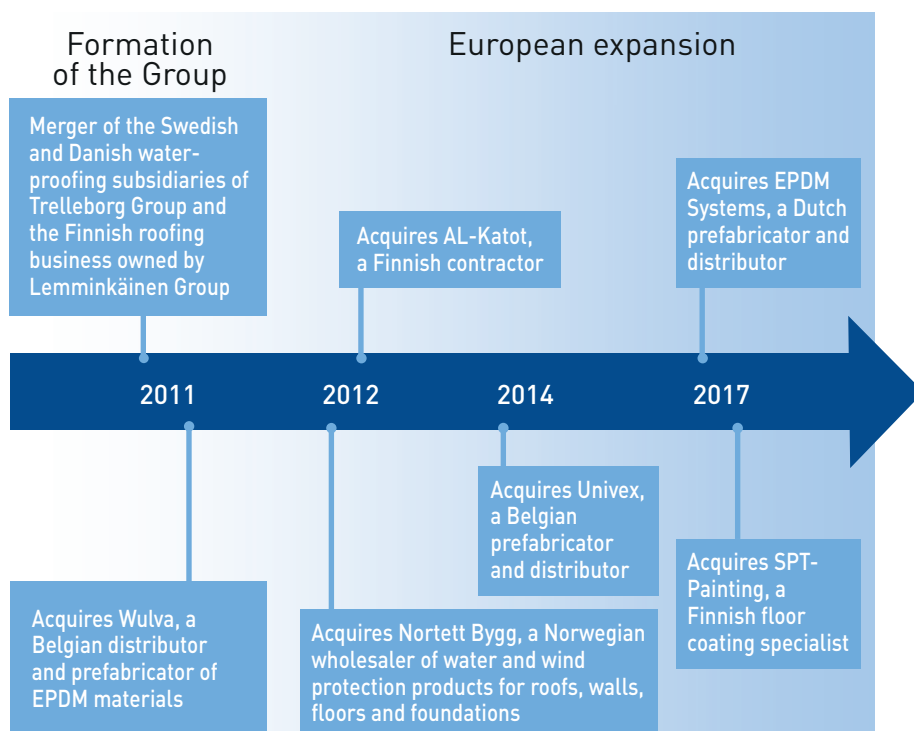 Formation
of the Group
European expansion
Merger of the Swedish
and Danish water-
proofing subsidiaries of
Trelleborg Group and
the Finnish roofing
business owned by
Lemminkäinen Group
Acquires AL-Katot,
a Finnish contractor
Acquires EPDM
Systems, a Dutch
prefabricator and
distributor
2011
2012
2014
2017
Acquires Wulva, a
Belgian distributor
and prefabricator of
EPDM materials
Acquires Nortett Bygg, a Norwegian
wholesaler of water and wind
protection products for roofs, walls,
floors and foundations
Acquires Univex,
a Belgian
prefabricator
and distributor
Acquires SPT-
Painting, a
Finnish floor
coating specialist